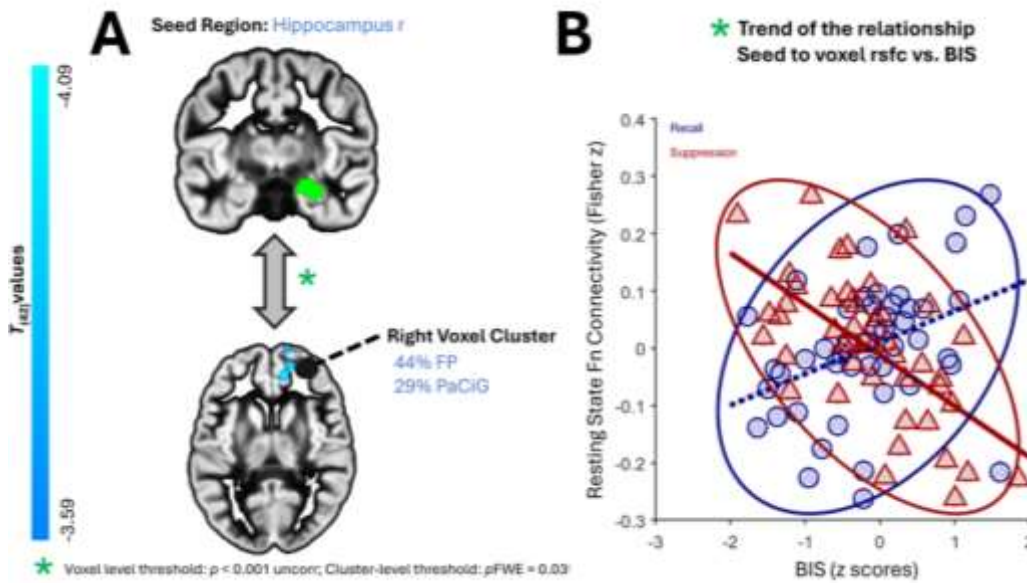 A
Seed Region: Hippocampus r
-4.09
T[42] values
-3.59
*
Right Voxel Cluster
44% FP
29% PaCiG
* Voxel level threshold: p < 0.001 uncorr; Cluster-level threshold: pFWE = 0.03
B
* Trend of the relationship
Seed to voxel rsfc vs. BIS
Recall
Suppression
Resting State Fn Connectivity (Fisher z)
0.4
0.3
0.2
0.1
0
-0.1
-0.2
-0.3
-3
-2
-1
0
1
2
BIS (z scores)